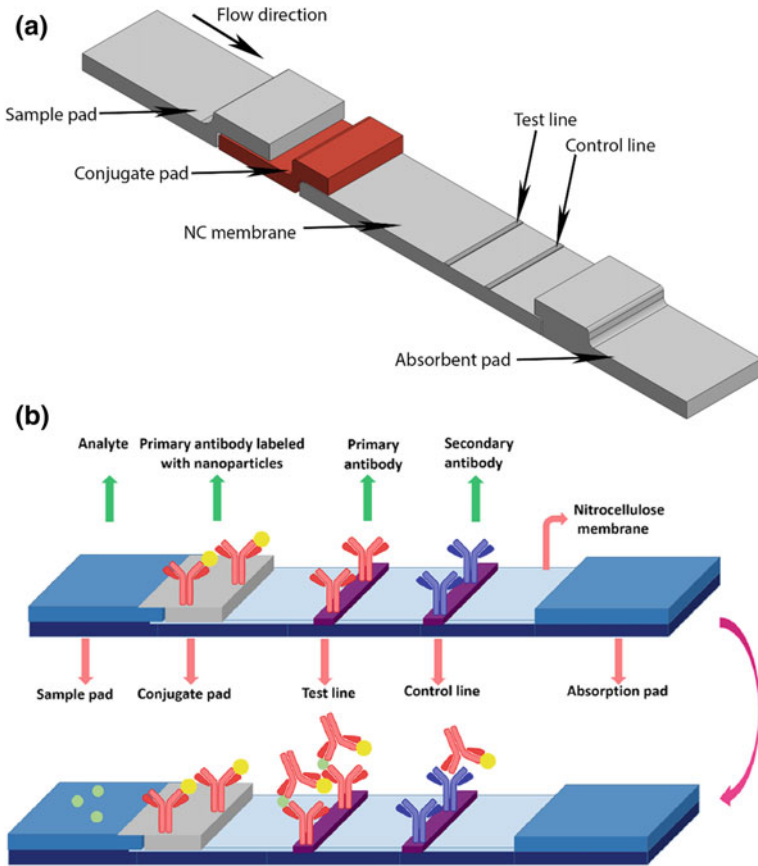 (a)
Flow direction
Sample pad
Test line
Control line
Conjugate pad
NC membrane
Absorbent pad
(b)
Analyte
Primary antibody labeled
with nanoparticles
Primary
antibody
Secondary
antibody
Nitrocellulose
membrane
Sample pad
Conjugate pad
Test line
Control line
Absorption pad